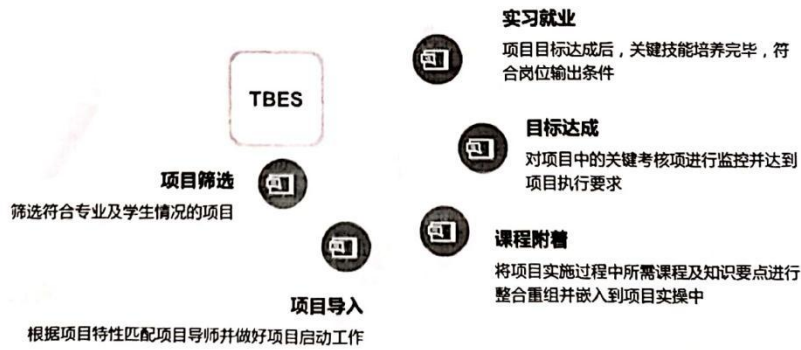 TBES
项目筛选
筛选符合专业及学生情况的项目
项目导入
根据项目特性匹配项目导师并做好项目启动工作
课程附着
将项目实施过程中所需课程及知识要点进行
整合重组并嵌入到项目实操中
目标达成
对项目中的关键考核项进行监控并达到
项目执行要求
实习就业
项目目标达成后，关键技能培养完毕，符
合岗位输出条件